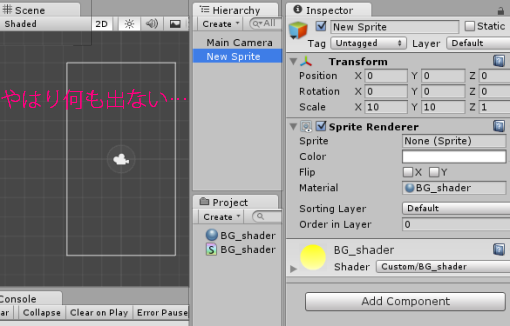 Scene
Shaded
2D
やはり何も出ない…
Console
ar
Collapse
Clear on Play
Error Pause
Hierarchy
Create
All
Main Camera
New Sprite
Project
Create
BG_shader
BG_shader
Inspector
New Sprite
Static
Tag
Untagged
Layer
Default
Transform
Position X 0 Y 0 Z 0
Rotation X 0 Y 0 Z 0
Scale X 10 Y 10 Z 1
Sprite Renderer
Sprite None (Sprite)
Color
Flip X Y
Material BG_shader
Sorting Layer Default
Order in Layer 0
BG_shader
Shader Custom/BG_shader
Add Component